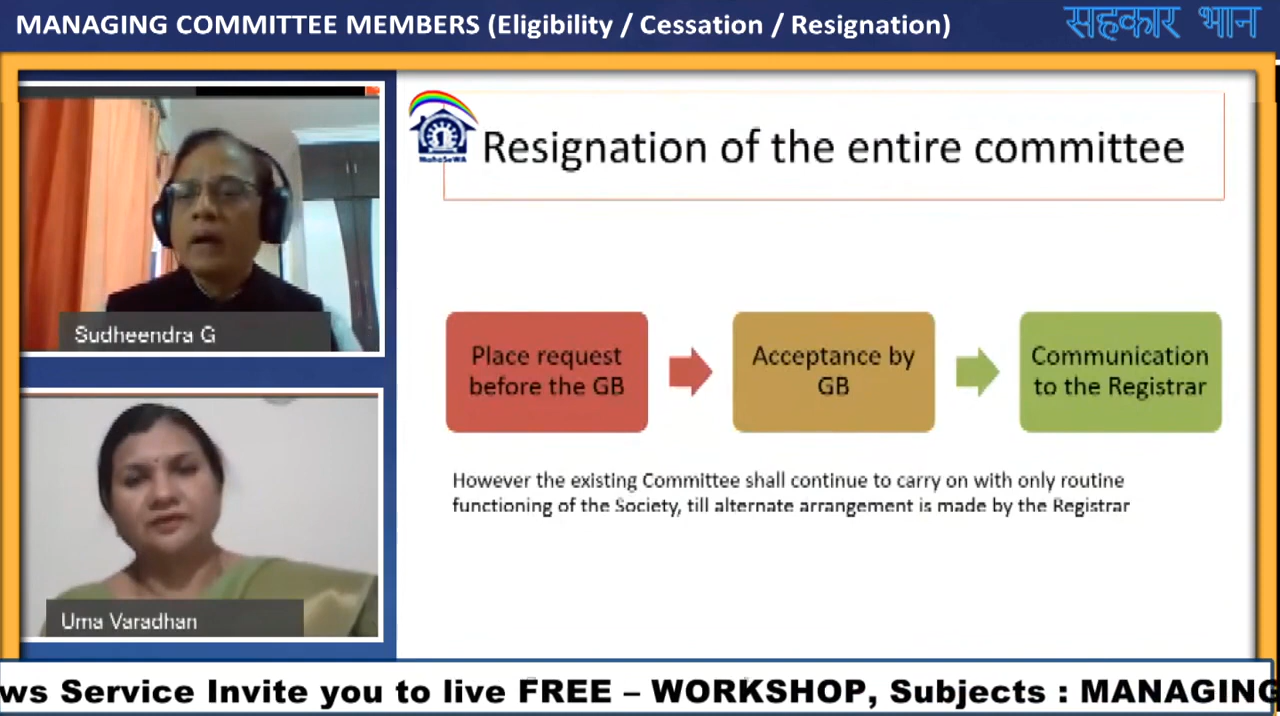 MANAGING COMMITTEE MEMBERS (Eligibility / Cessation / Resignation)
सहकार भान
MahaSeWA
Resignation of the entire committee
Sudheendra G
Place request
before the GB
Acceptance by
GB
Communication
to the Registrar
However the existing Committee shall continue to carry on with only routine
functioning of the Society, till alternate arrangement is made by the Registrar
Uma Varadhan
ws Service Invite you to live FREE – WORKSHOP, Subjects : MANAGING